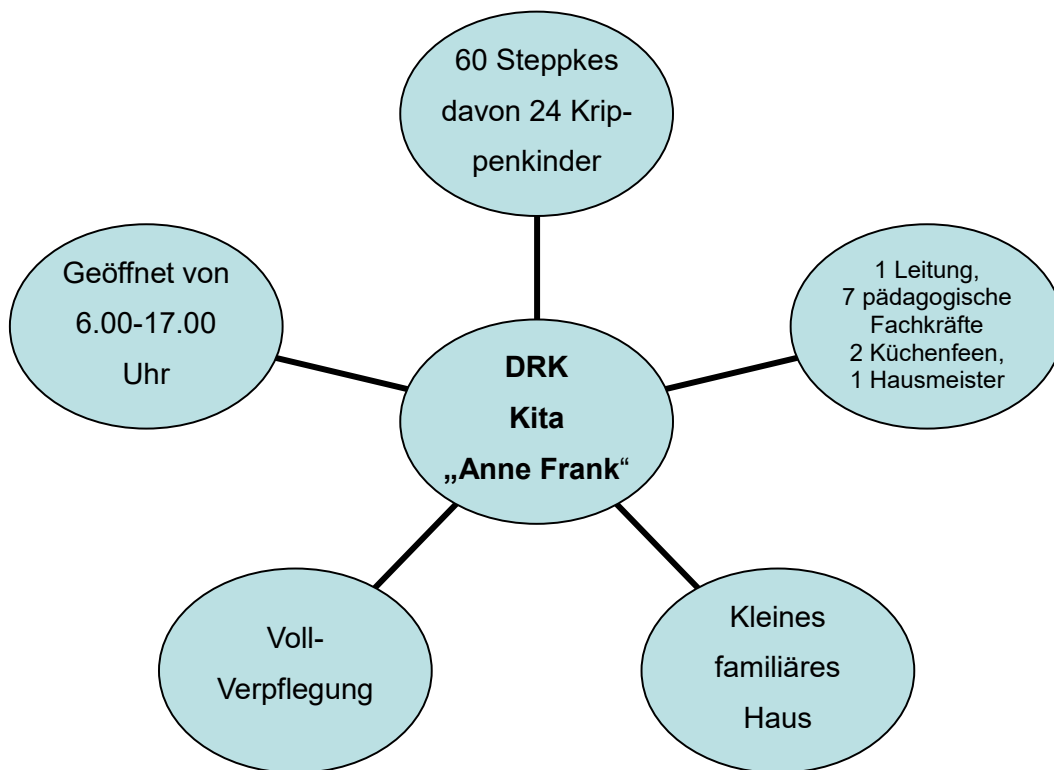 60 Steppkes
davon 24 Krip-
penkinder
Geöffnet von
6.00-17.00
Uhr
1 Leitung,
7 pädagogische
Fachkräfte
2 Küchenfeen,
1 Hausmeister
DRK
Kita
„Anne Frank“
Voll-
Verpflegung
Kleines
familiäres
Haus